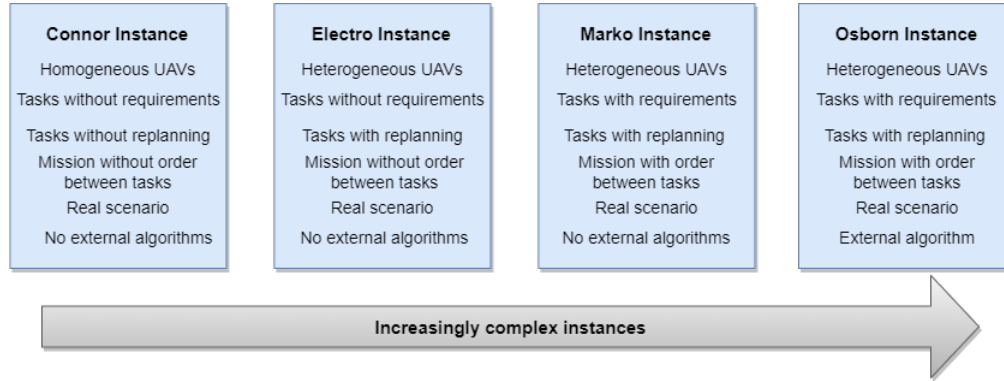 Connor Instance
Homogeneous UAVs
Tasks without requirements
Tasks without replanning
Mission without order
between tasks
Real scenario
No external algorithms
Electro Instance
Heterogeneous UAVs
Tasks without requirements
Tasks with replanning
Mission without order
between tasks
Real scenario
No external algorithms
Marko Instance
Heterogeneous UAVs
Tasks with requirements
Tasks with replanning
Mission with order
between tasks
Real scenario
No external algorithms
Osborn Instance
Heterogeneous UAVs
Tasks with requirements
Tasks with replanning
Mission with order
between tasks
Real scenario
External algorithm
Increasingly complex instances